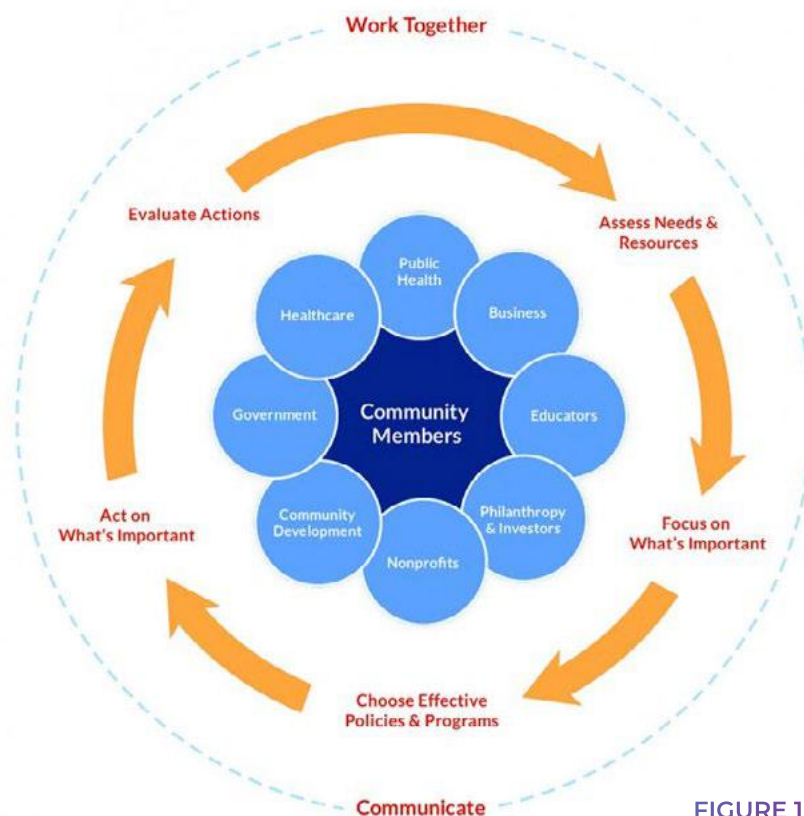 Work Together
Evaluate Actions
Assess Needs &
Resources
Public
Health
Healthcare
Business
Government
Community
Members
Educators
Community
Development
Philanthropy
& Investors
Nonprofits
Act on
What's Important
Focus on
What's Important
Choose Effective
Policies & Programs
Communicate
FIGURE 1